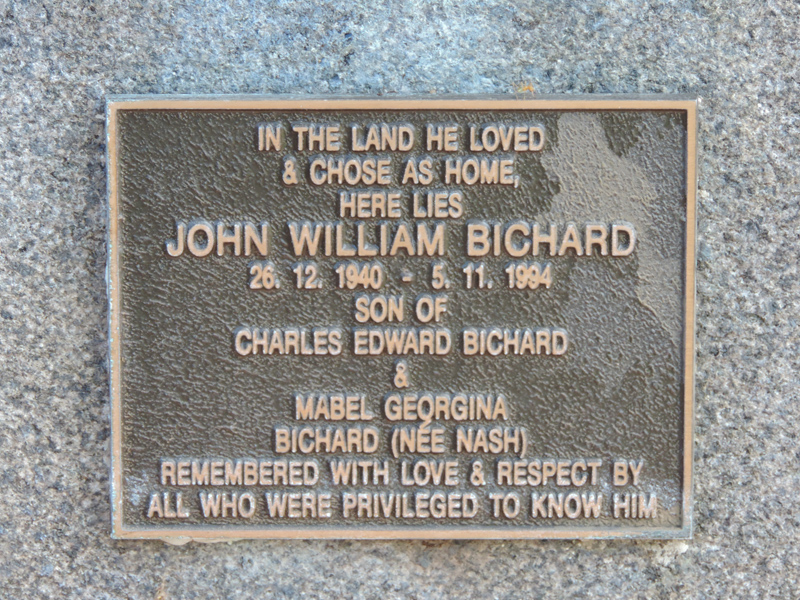 IN THE LAND HE LOVED
& CHOSE AS HOME,
HERE LIES
JOHN WILLIAM BICHARD
26. 12. 1940 - 5. 11. 1994
SON OF
CHARLES EDWARD BICHARD
&
MABEL GEORGINA
BICHARD (NÉE NASH)
REMEMBERED WITH LOVE & RESPECT BY
ALL WHO WERE PRIVILEGED TO KNOW HIM